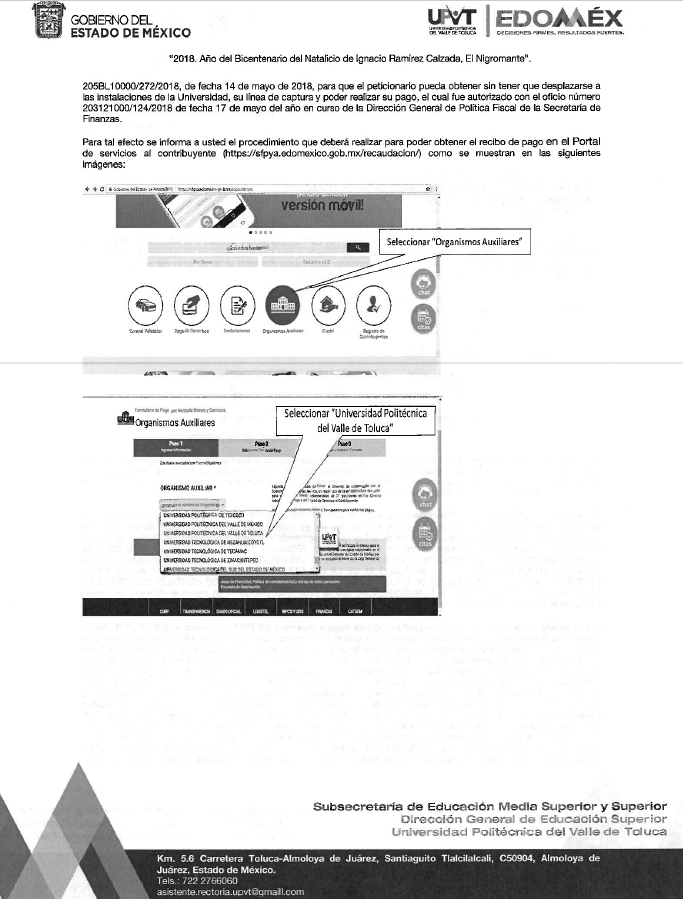 GOBIERNO DEL
ESTADO DE MÉXICO
UPVT
UNIVERSIDAD POLITÉCNICA
DEL VALLE DE TOLUCA
EDOMÉX
DECISIONES FIRMES, RESULTADOS FUERTES.
"2018. Año del Bicentenario del Natalicio de Ignacio Ramírez Calzada, El Nigromante".
205BL10000/272/2018, de fecha 14 de mayo de 2018, para que el peticionario pueda obtener sin tener que desplazarse a
las instalaciones de la Universidad, su línea de captura y poder realizar su pago, el cual fue autorizado con el oficio número
203121000/124/2018 de fecha 17 de mayo del año en curso de la Dirección General de Política Fiscal de la Secretaría de
Finanzas.
Para tal efecto se informa a usted el procedimiento que deberá realizar para poder obtener el recibo de pago en el Portal
de servicios al contribuyente (https://sfpya.edomexico.gob.mx/recaudacion/) como se muestran en las siguientes
imágenes:
versión móvil!
Seleccionar "Organismos Auxiliares"
chat
citas
Organismos Auxiliares
Formulario de Pago por Muestra de Bienes y Servicios
Organismos Auxiliares
Seleccionar "Universidad Politécnica
del Valle de Toluca"
Paso 1
Paso 2
Paso 3
ORGANISMO AUXILIAR *
UNIVERSIDAD POLITÉCNICA DE TEXCOCO
UNIVERSIDAD POLITÉCNICA DEL VALLE DE MÉXICO
UNIVERSIDAD POLITÉCNICA DEL VALLE DE TOLUCA
UNIVERSIDAD TECNOLÓGICA DE NEZAHUALCÓYOTL
UNIVERSIDAD TECNOLÓGICA DE TECÁMAC
UNIVERSIDAD TECNOLÓGICA DE ZINACANTEPEC
UNIVERSIDAD TECNOLÓGICA DEL SUR DEL ESTADO DE MÉXICO
UPVT
chat
citas
CURP
TRANSPARENCIA
DIARIO OFICIAL
LEGISTEL
FINANZAS
Subsecretaría de Educación Media Superior y Superior
Dirección General de Educación Superior
Universidad Politécnica del Valle de Toluca
Km. 5.6 Carretera Toluca-Almoloya de Juárez, Santiaguito Tlalcilalcali, C50904, Almoloya de
Juárez, Estado de México.
Tels.: 722 2766060
asistente.rectoria.upvt@qmaill.com